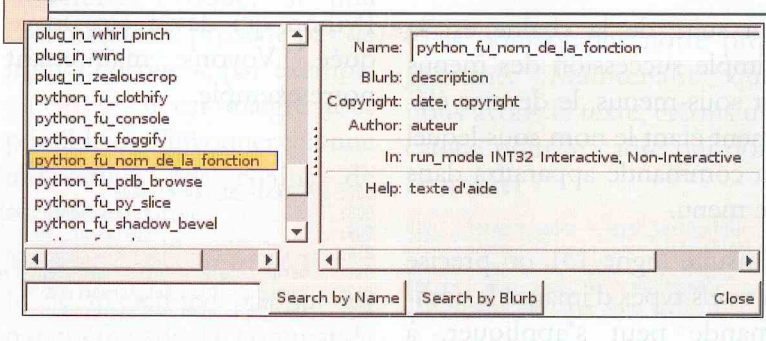 plug_in_whirl_pinch
plug_in_wind
plug_in_zealouscrop
python_fu_clothify
python_fu_console
python_fu_foggify
python_fu_nom_de_la_fonction
python_fu_pdb_browse
python_fu_py_slice
python_fu_shadow_bevel
Name: python_fu_nom_de_la_fonction
Blurb: description
Copyright: date, copyright
Author: auteur
In: run_mode INT32 Interactive, Non-Interactive
Help: texte d'aide
Search by Name Search by Blurb Close